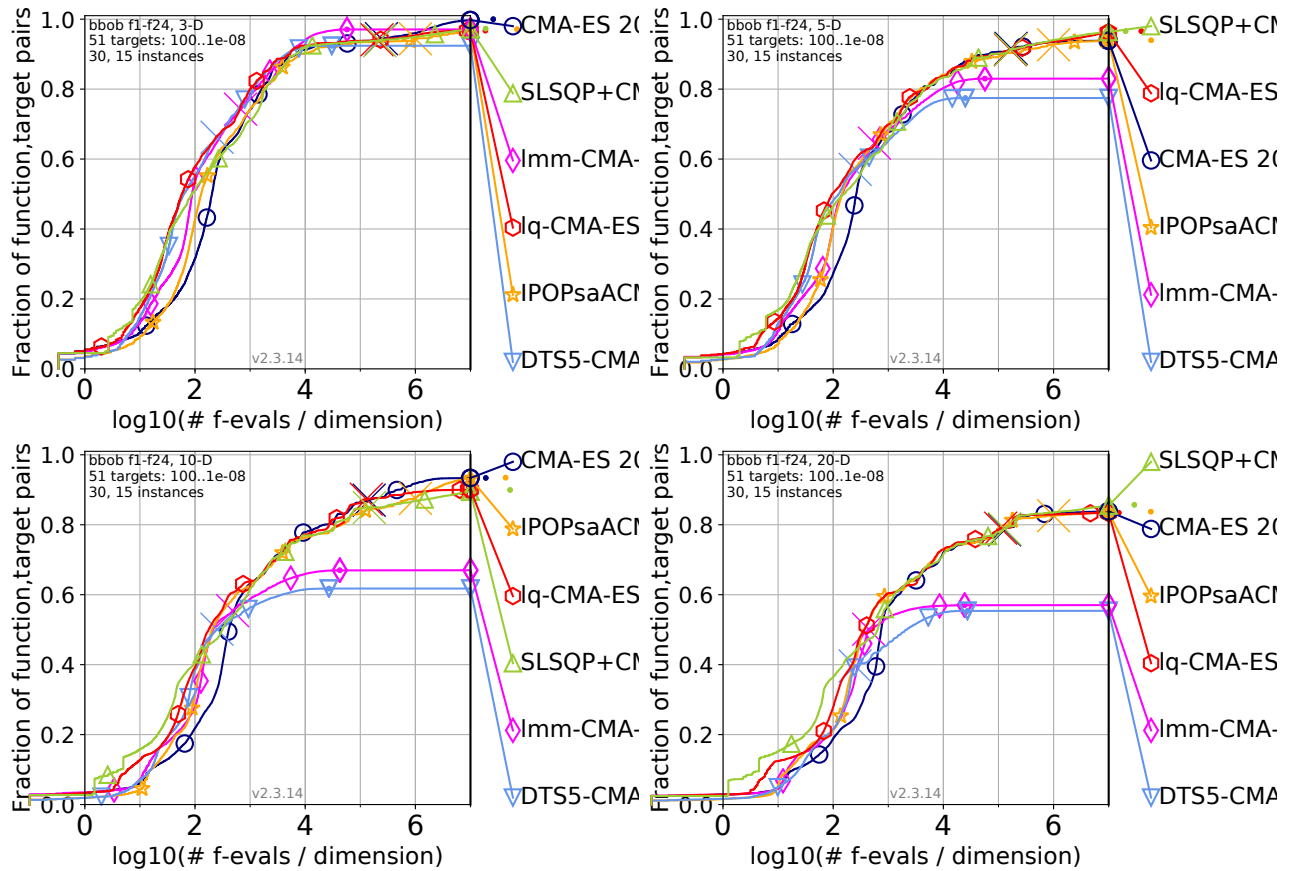 bbob f1-f24, 3-D
51 targets: 100..1e-08
30, 15 instances
1.0
0.8
0.6
0.4
0.2
0.0
Fraction of function,target pairs
0
2
4
6
log10(# f-evals / dimension)
v2.3.14
CMA-ES 20
SLSQP+CM
lmm-CMA-
lq-CMA-ES
IPOPsaACM
DTS5-CMA
bbob f1-f24, 5-D
51 targets: 100..1e-08
30, 15 instances
1.0
0.8
0.6
0.4
0.2
0.0
Fraction of function,target pairs
0
2
4
6
log10(# f-evals / dimension)
v2.3.14
SLSQP+CM
lq-CMA-ES
CMA-ES 20
IPOPsaACM
lmm-CMA-
DTS5-CMA
bbob f1-f24, 10-D
51 targets: 100..1e-08
30, 15 instances
1.0
0.8
0.6
0.4
0.2
0.0
Fraction of function,target pairs
0
2
4
6
log10(# f-evals / dimension)
v2.3.14
CMA-ES 20
IPOPsaACM
lq-CMA-ES
SLSQP+CM
lmm-CMA-
DTS5-CMA
bbob f1-f24, 20-D
51 targets: 100..1e-08
30, 15 instances
1.0
0.8
0.6
0.4
0.2
0.0
Fraction of function,target pairs
0
2
4
6
log10(# f-evals / dimension)
v2.3.14
SLSQP+CM
CMA-ES 20
IPOPsaACM
lq-CMA-ES
lmm-CMA-
DTS5-CMA